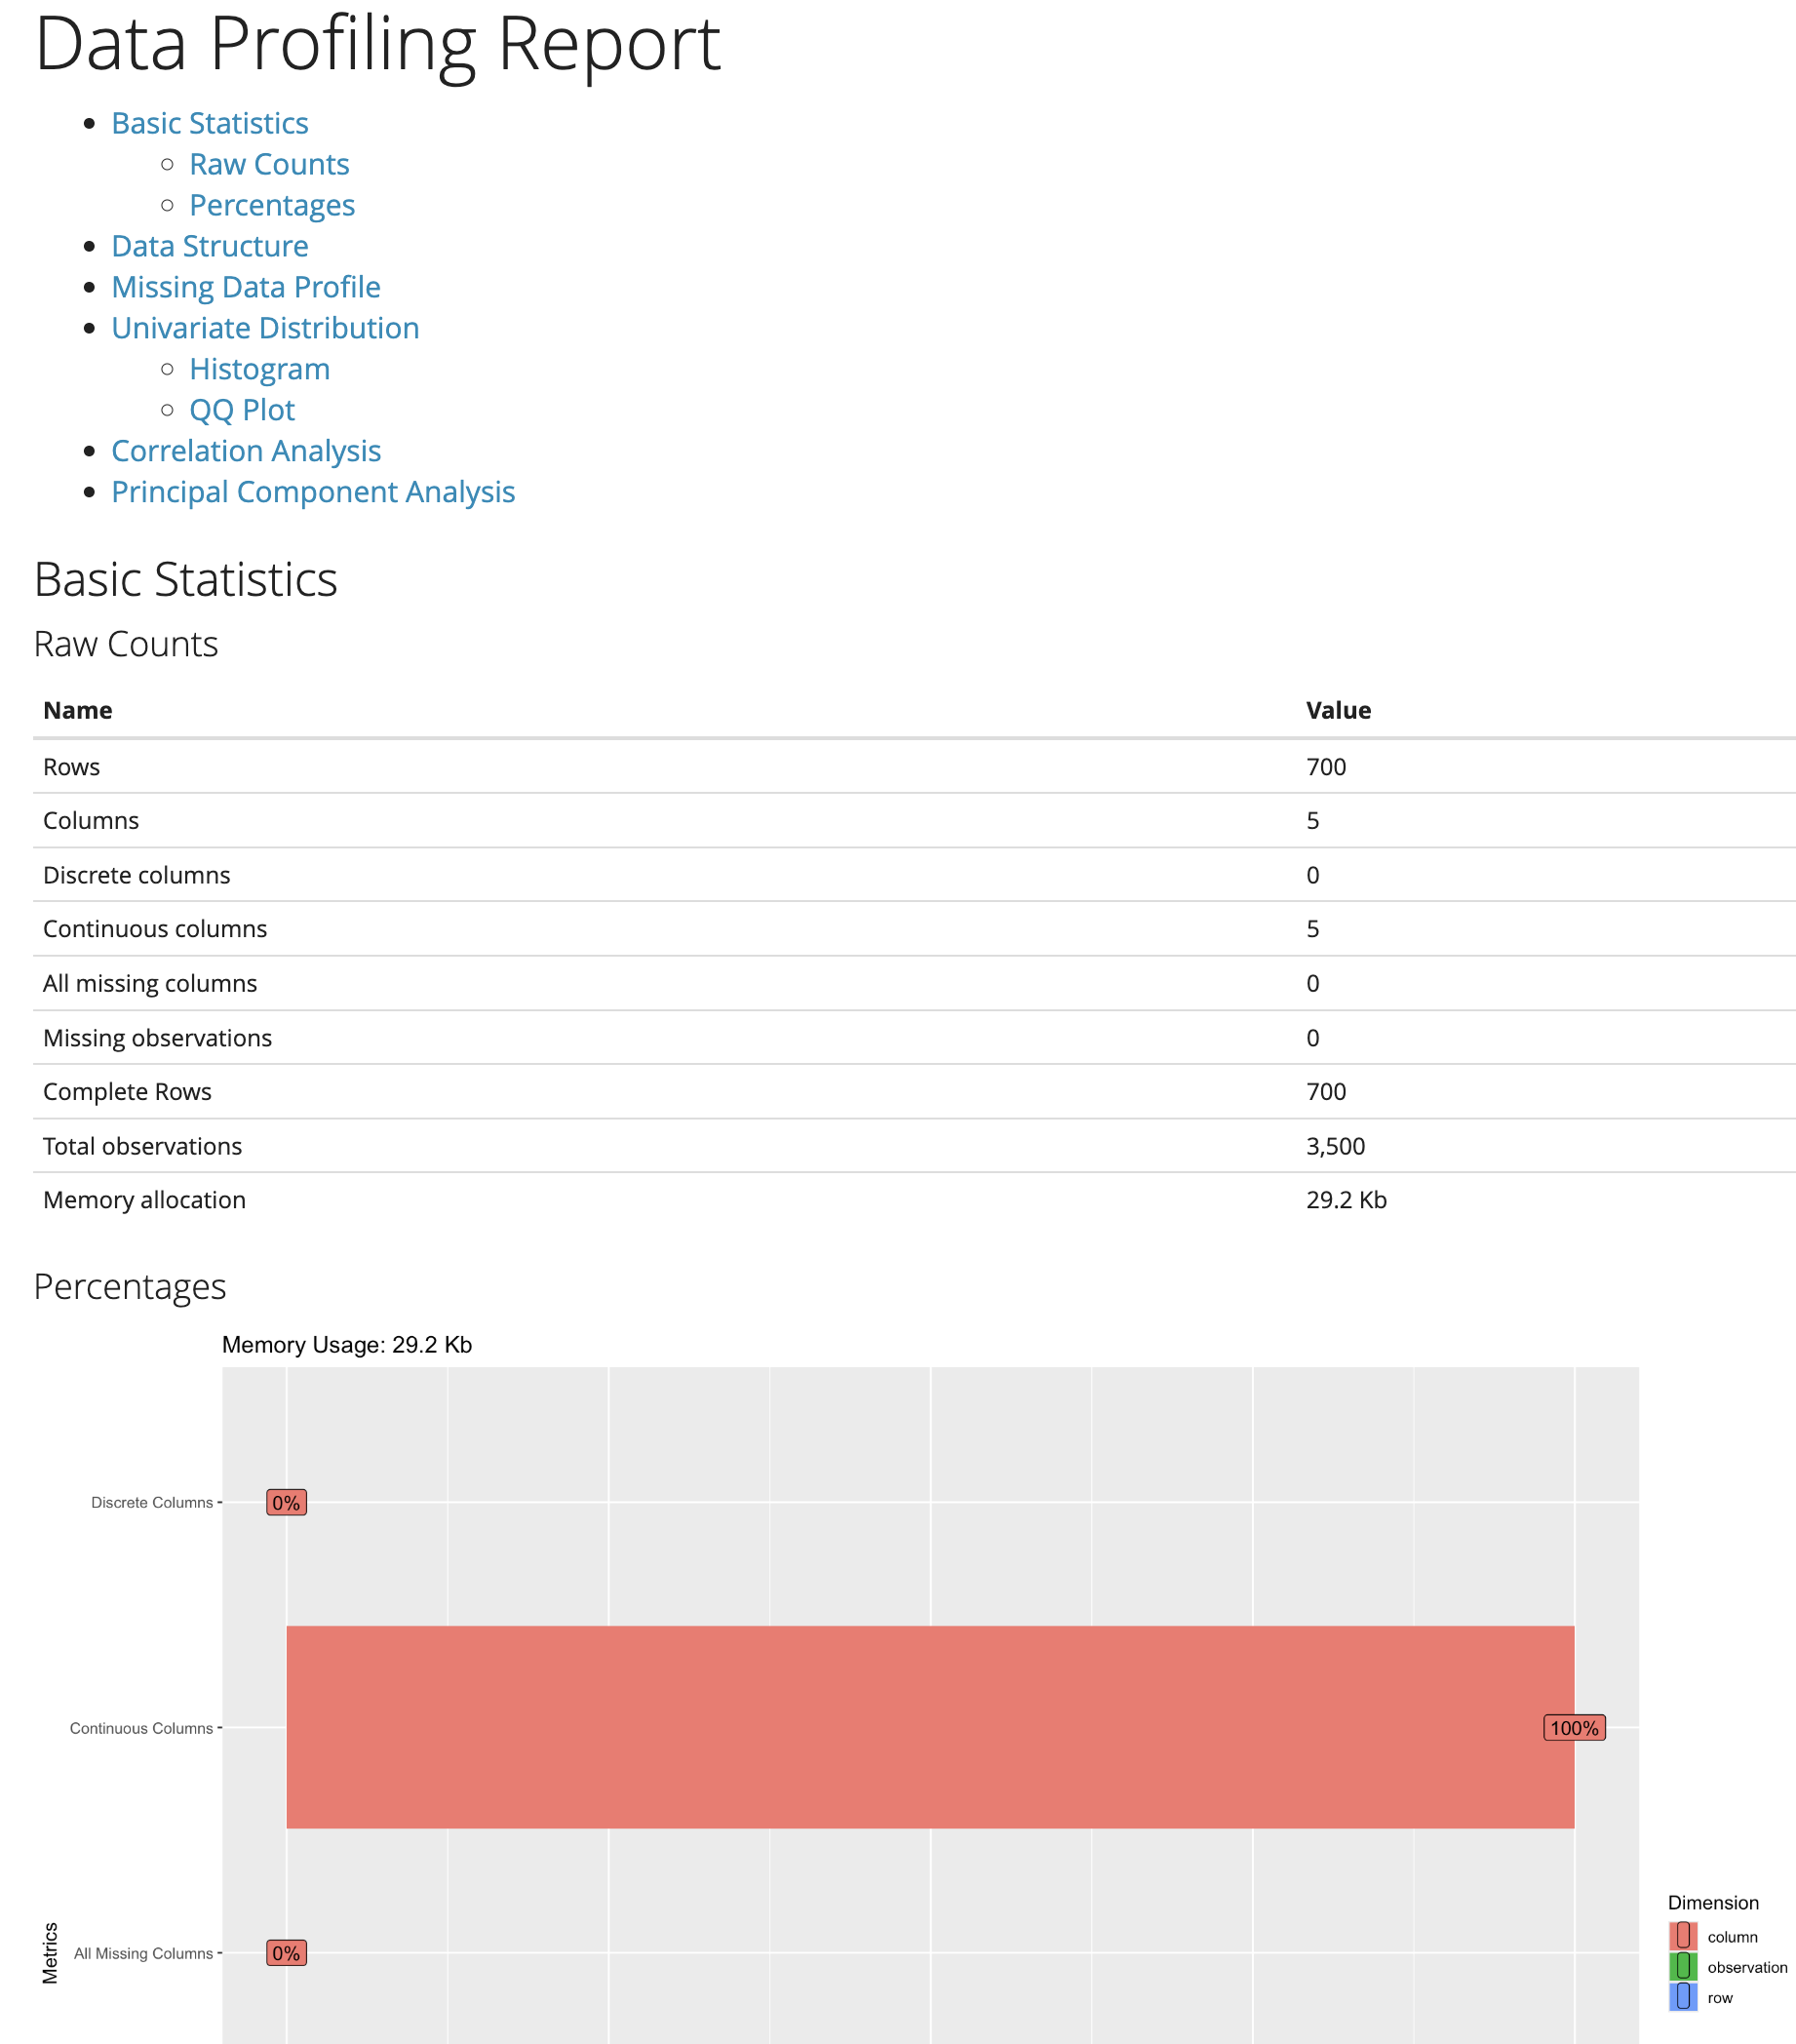 Data Profiling Report
Basic Statistics
Raw Counts
Percentages
Data Structure
Missing Data Profile
Univariate Distribution
Histogram
QQ Plot
Correlation Analysis
Principal Component Analysis
Basic Statistics
Raw Counts
Name Value
Rows 700
Columns 5
Discrete columns 0
Continuous columns 5
All missing columns 0
Missing observations 0
Complete Rows 700
Total observations 3,500
Memory allocation 29.2 Kb
Percentages
Memory Usage: 29.2 Kb
Discrete Columns 0%
Continuous Columns 100%
All Missing Columns 0%
Metrics
Dimension
column
observation
row